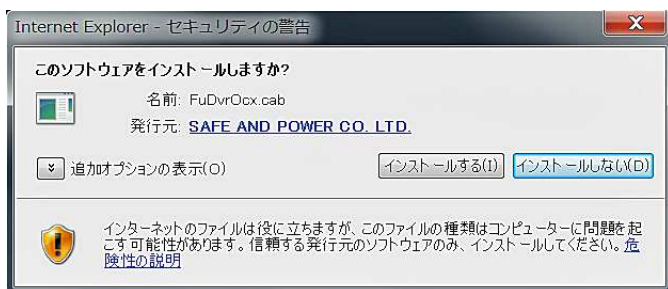 Internet Explorer - セキュリティの警告
このソフトウェアをインストールしますか?
名前: FuDvrOcx.cab
発行元: SAFE AND POWER CO. LTD.
追加オプションの表示(O)
インストールする(I)
インストールしない(D)
インターネットのファイルは役に立ちますが、このファイルの種類はコンピューターに問題を起
こす可能性があります。信頼する発行元のソフトウェアのみ、インストールしてください。危
険性の説明